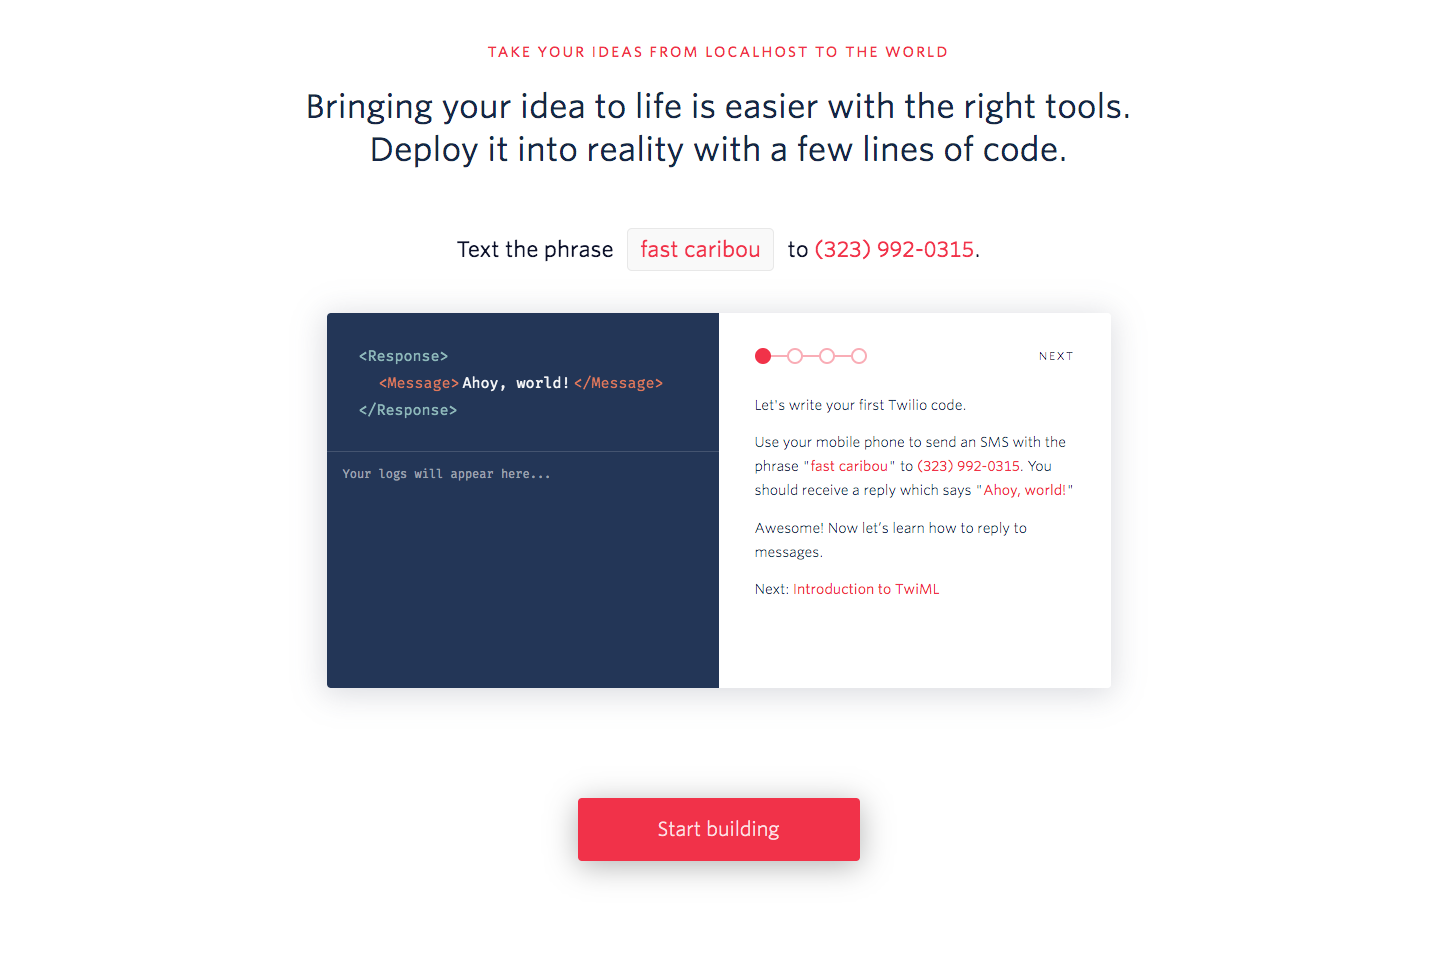 TAKE YOUR IDEAS FROM LOCALHOST TO THE WORLD
Bringing your idea to life is easier with the right tools.
Deploy it into reality with a few lines of code.
Text the phrase fast caribou to (323) 992-0315.
<Response>
<Message>Ahoy, world!</Message>
</Response>
Your logs will appear here...
NEXT
Let's write your first Twilio code.
Use your mobile phone to send an SMS with the
phrase "fast caribou" to (323) 992-0315. You
should receive a reply which says "Ahoy, world!"
Awesome! Now let’s learn how to reply to
messages.
Next: Introduction to TwiML
Start building